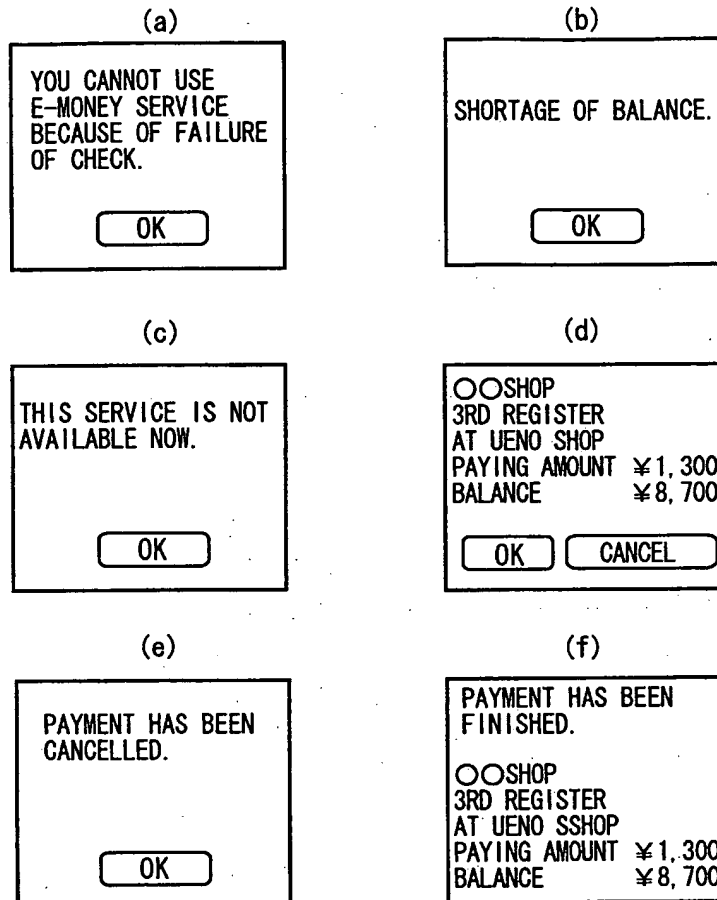 (a)
YOU CANNOT USE
E-MONEY SERVICE
BECAUSE OF FAILURE
OF CHECK.
OK
(b)
SHORTAGE OF BALANCE.
OK
(c)
THIS SERVICE IS NOT
AVAILABLE NOW.
OK
(d)
○○SHOP
3RD REGISTER
AT UENO SHOP
PAYING AMOUNT ¥1,300
BALANCE ¥8,700
OK CANCEL
(e)
PAYMENT HAS BEEN
CANCELLED.
OK
(f)
PAYMENT HAS BEEN
FINISHED.
○○SHOP
3RD REGISTER
AT UENO SSHOP
PAYING AMOUNT ¥1,300
BALANCE ¥8,700